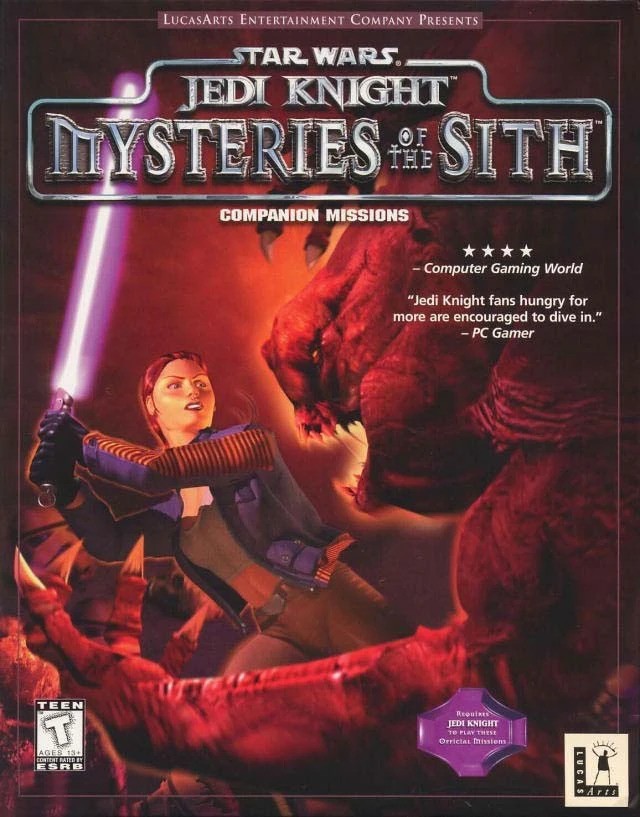 LucasArts Entertainment Company Presents
STAR WARS®
JEDI KNIGHT™
MYSTERIES OF THE SITH™
COMPANION MISSIONS
★★★★
– Computer Gaming World
“Jedi Knight fans hungry for
more are encouraged to dive in.”
– PC Gamer
TEEN
T
AGES 13+
CONTENT RATED BY
ESRB
Requires
JEDI KNIGHT
TO PLAY THESE
Official Missions
LUCAS
Arts